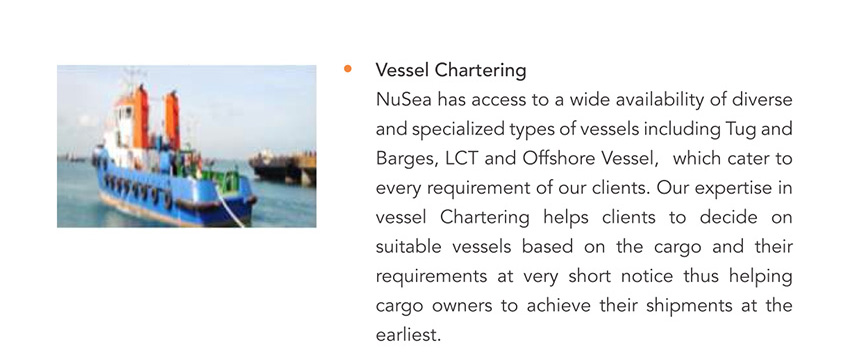 • Vessel Chartering
NuSea has access to a wide availability of diverse
and specialized types of vessels including Tug and
Barges, LCT and Offshore Vessel, which cater to
every requirement of our clients. Our expertise in
vessel Chartering helps clients to decide on
suitable vessels based on the cargo and their
requirements at very short notice thus helping
cargo owners to achieve their shipments at the
earliest.